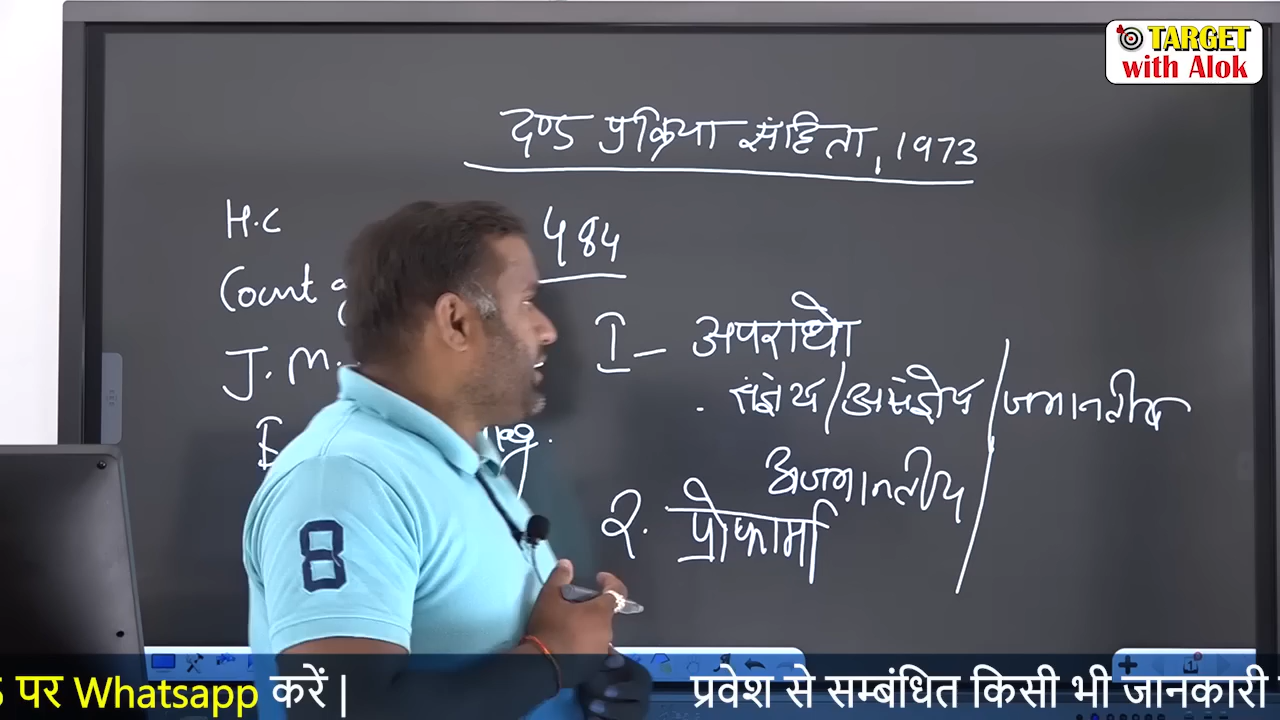 TARGET
with Alok
दण्ड प्रक्रिया संहिता, 1973
H.C
484
Court
I – अपराधो
J.M.
. संज्ञेय / असंज्ञेय / जमानतीय
अजमानतीय
2. प्रोफार्मा
8
पर Whatsapp करें |
प्रवेश से सम्बंधित किसी भी जानकारी